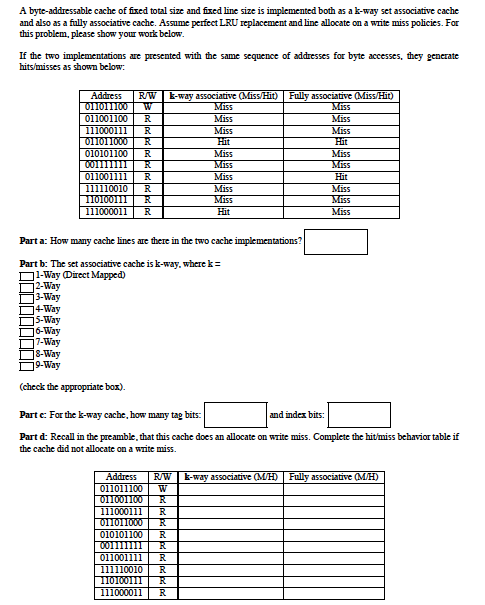 A byte-addressable cache of fixed total size and fixed line size is implemented both as a k-way set associative cache
and also as a fully associative cache. Assume perfect LRU replacement and line allocate on a write miss policies. For
this problem, please show your work below.
If the two implementations are presented with the same sequence of addresses for byte accesses, they generate
hits/misses as shown below:
Address R/W k-way associative (Miss/Hit) Fully associative (Miss/Hit)
011011100 W Miss Miss
011001100 R Miss Miss
111000111 R Miss Miss
011011000 R Hit Hit
010101100 R Miss Miss
001111111 R Miss Miss
011001111 R Miss Hit
111110010 R Miss Miss
110100111 R Miss Miss
111000011 R Hit Miss
Part a: How many cache lines are there in the two cache implementations?
Part b: The set associative cache is k-way, where k =
1-Way (Direct Mapped)
2-Way
3-Way
4-Way
5-Way
6-Way
7-Way
8-Way
9-Way
(check the appropriate box).
Part c: For the k-way cache, how many tag bits: and index bits:
Part d: Recall in the preamble, that this cache does an allocate on write miss. Complete the hit/miss behavior table if
the cache did not allocate on a write miss.
Address R/W k-way associative (M/H) Fully associative (M/H)
011011100 W
011001100 R
111000111 R
011011000 R
010101100 R
001111111 R
011001111 R
111110010 R
110100111 R
111000011 R